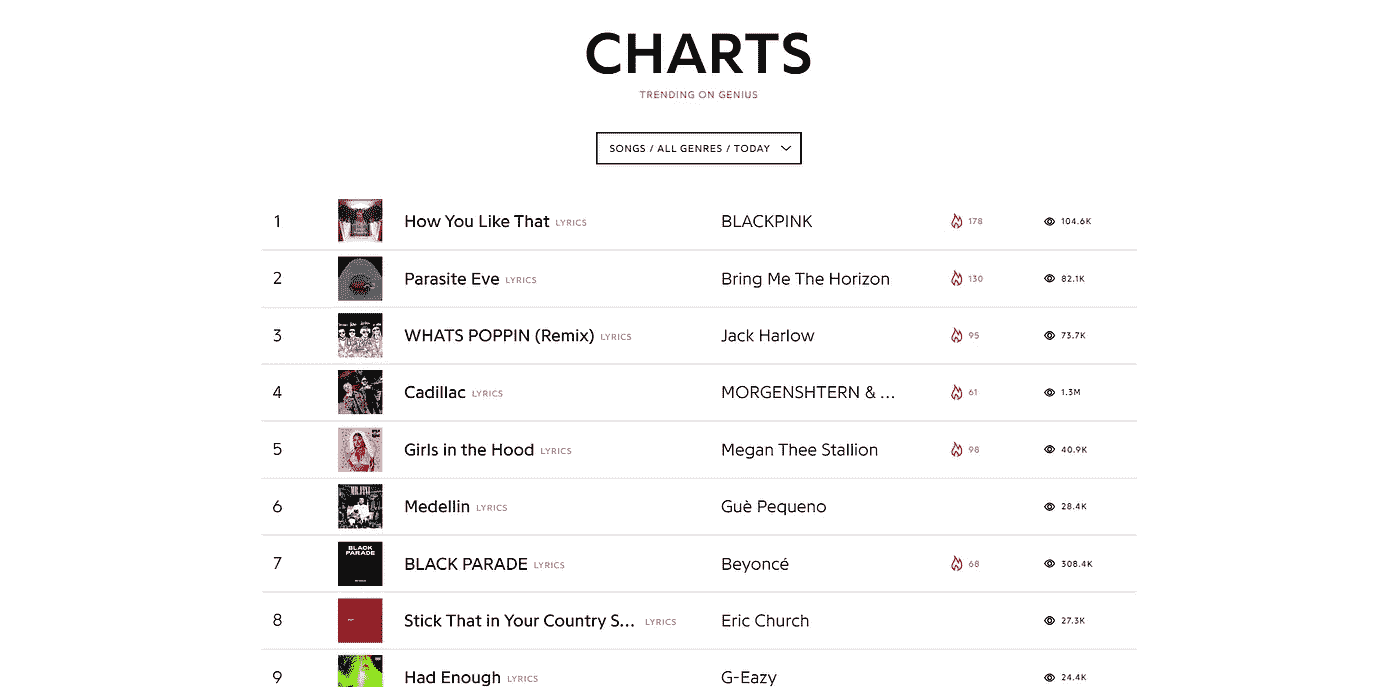 CHARTS
TRENDING ON GENIUS
SONGS / ALL GENRES / TODAY
1 How You Like That LYRICS BLACKPINK 178 104.6K
2 Parasite Eve LYRICS Bring Me The Horizon 130 82.1K
3 WHATS POPPIN (Remix) LYRICS Jack Harlow 95 73.7K
4 Cadillac LYRICS MORGENSHTERN & ... 61 1.3M
5 Girls in the Hood LYRICS Megan Thee Stallion 98 40.9K
6 Medellin LYRICS Guè Pequeno 28.4K
BLACK
PARADE
7 BLACK PARADE LYRICS Beyoncé 68 308.4K
8 Stick That in Your Country S... LYRICS Eric Church 27.3K
9 Had Enough LYRICS G-Eazy 24.4K